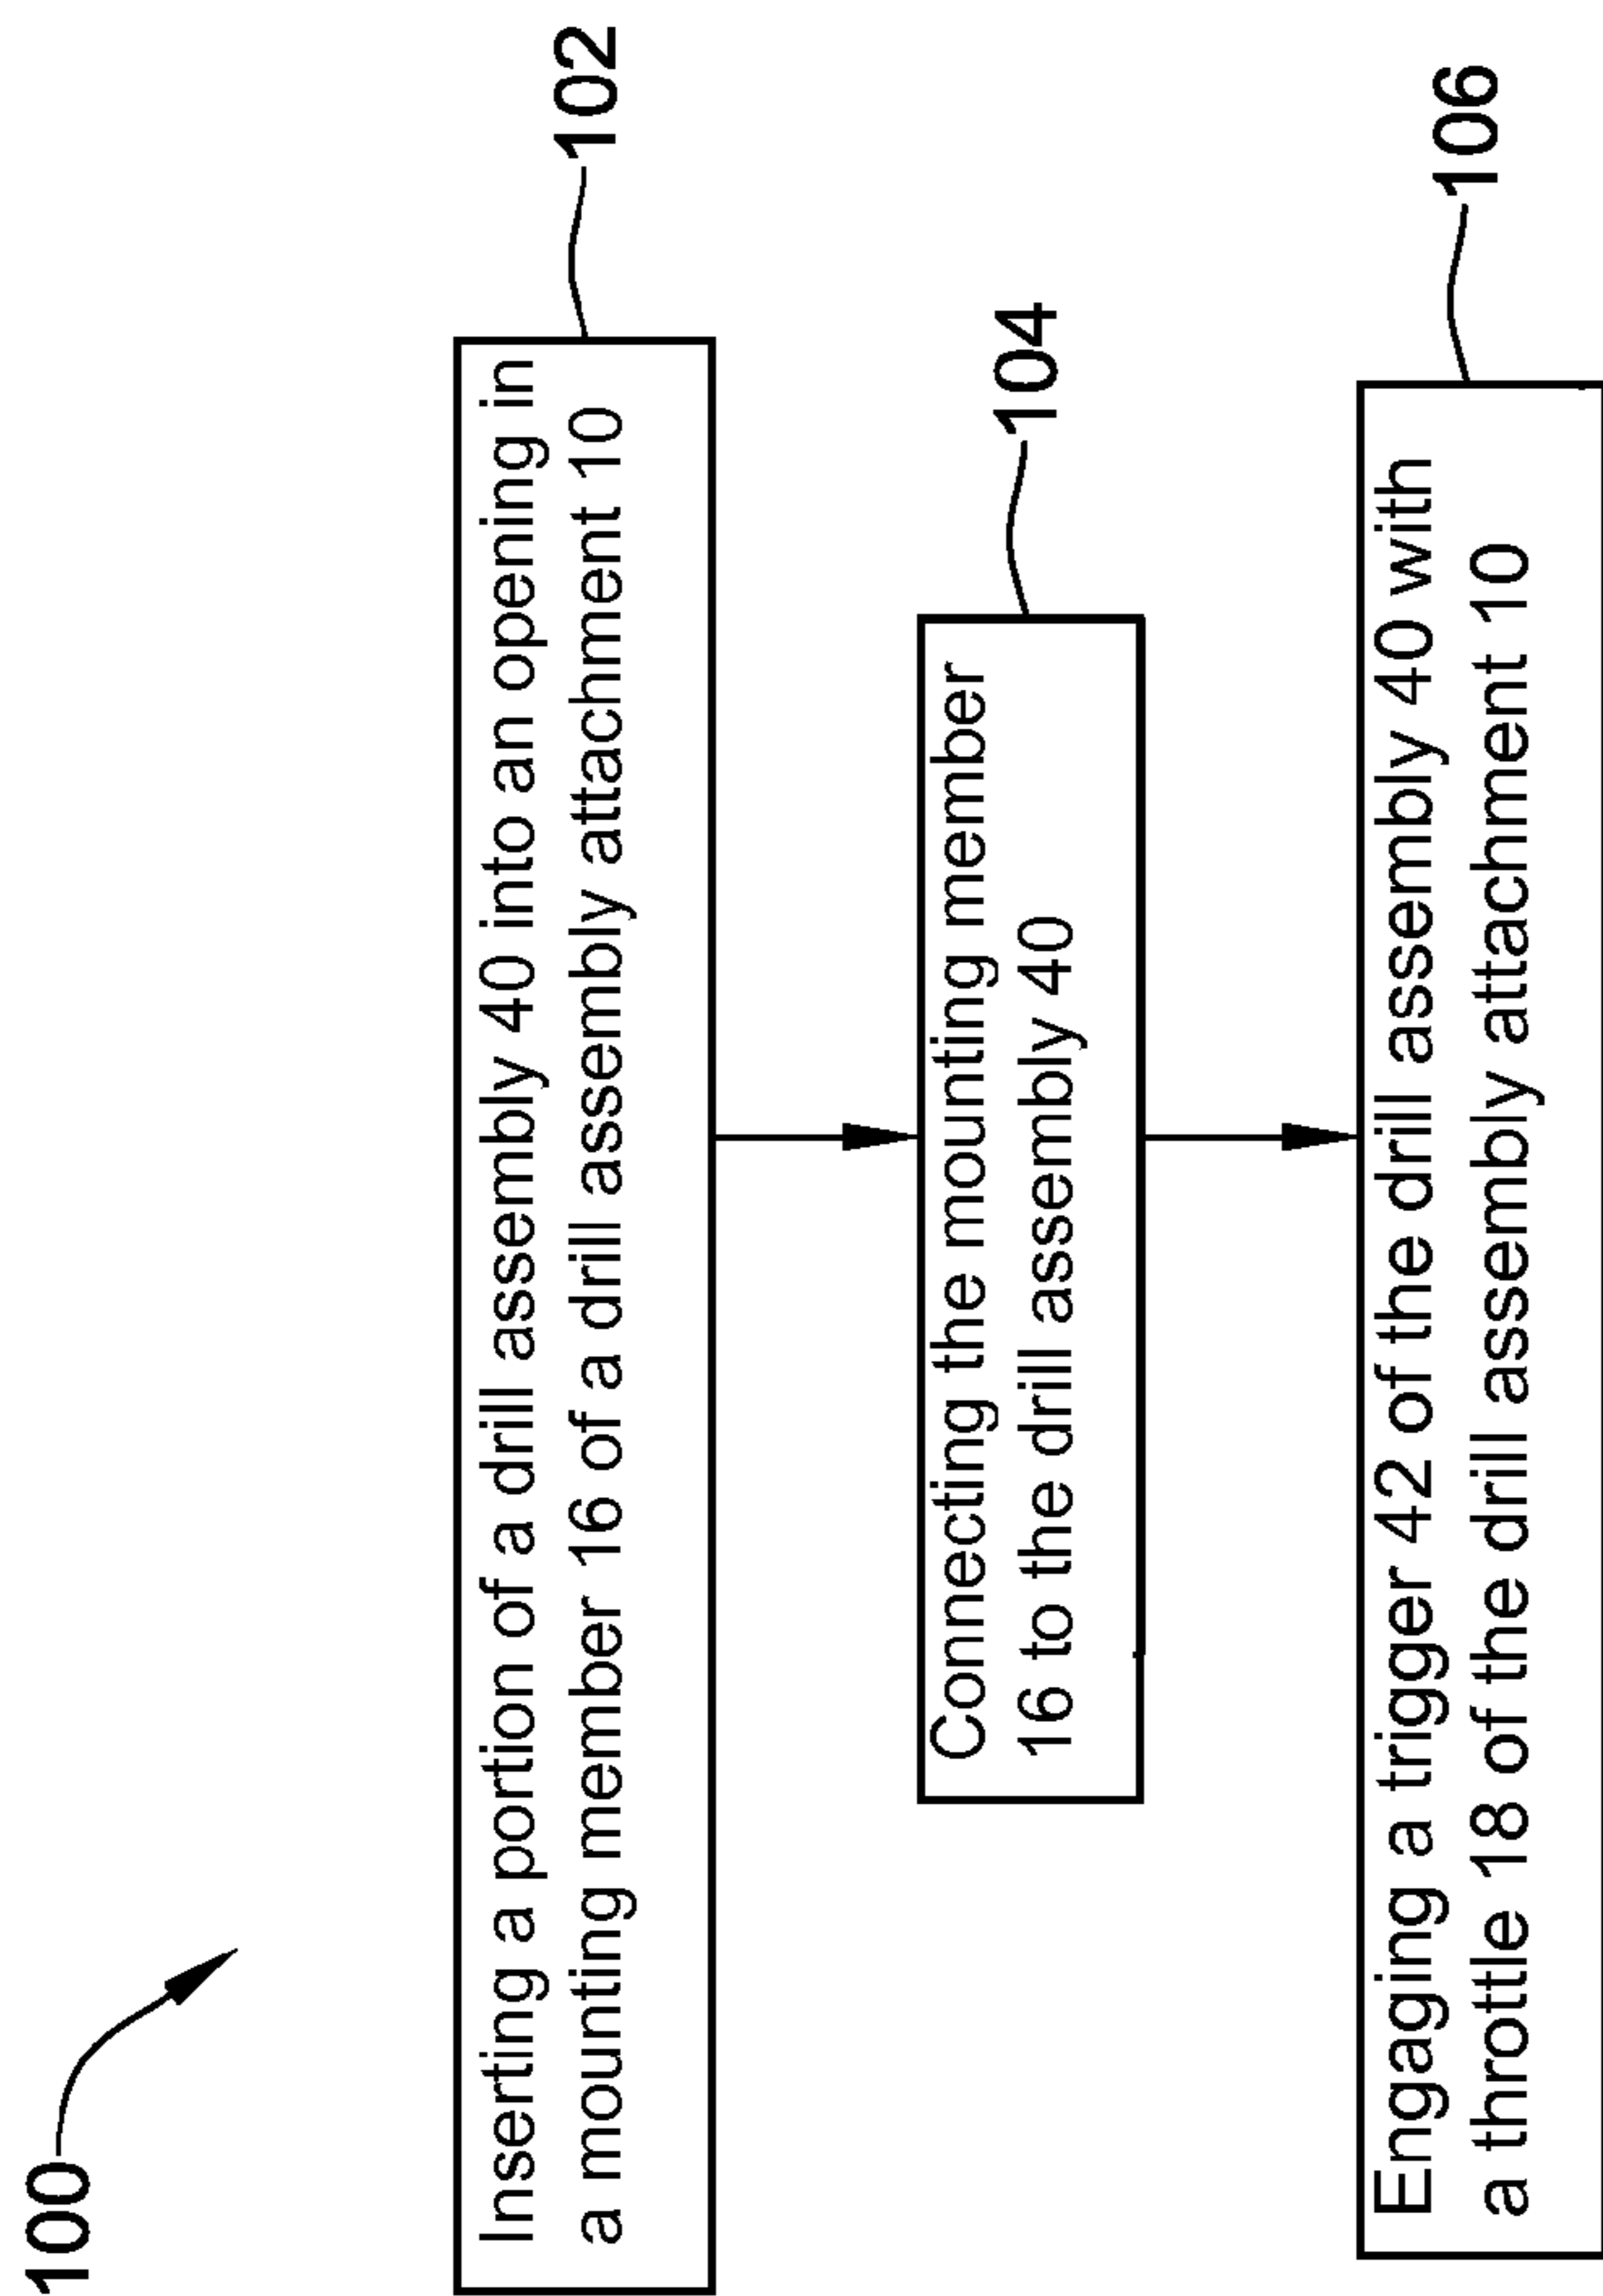 100
Inserting a portion of a drill assembly 40 into an opening in
a mounting member 16 of a drill assembly attachment 10
102
Connecting the mounting member
16 to the drill assembly 40
104
Engaging a trigger 42 of the drill assembly 40 with
a throttle 18 of the drill assembly attachment 10
106